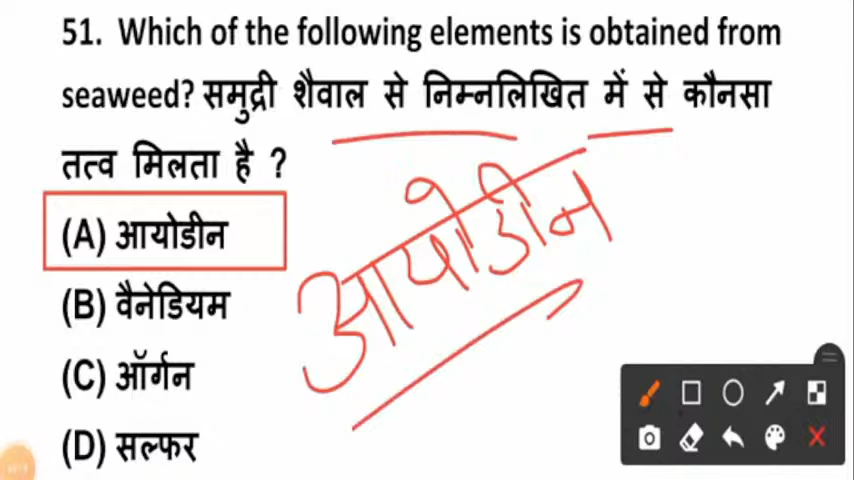 51. Which of the following elements is obtained from
seaweed? समुद्री शैवाल से निम्नलिखित में से कौनसा
तत्व मिलता है ?
(A) आयोडीन
(B) वैनेडियम
(C) ऑर्गन
(D) सल्फर
आयोडीन